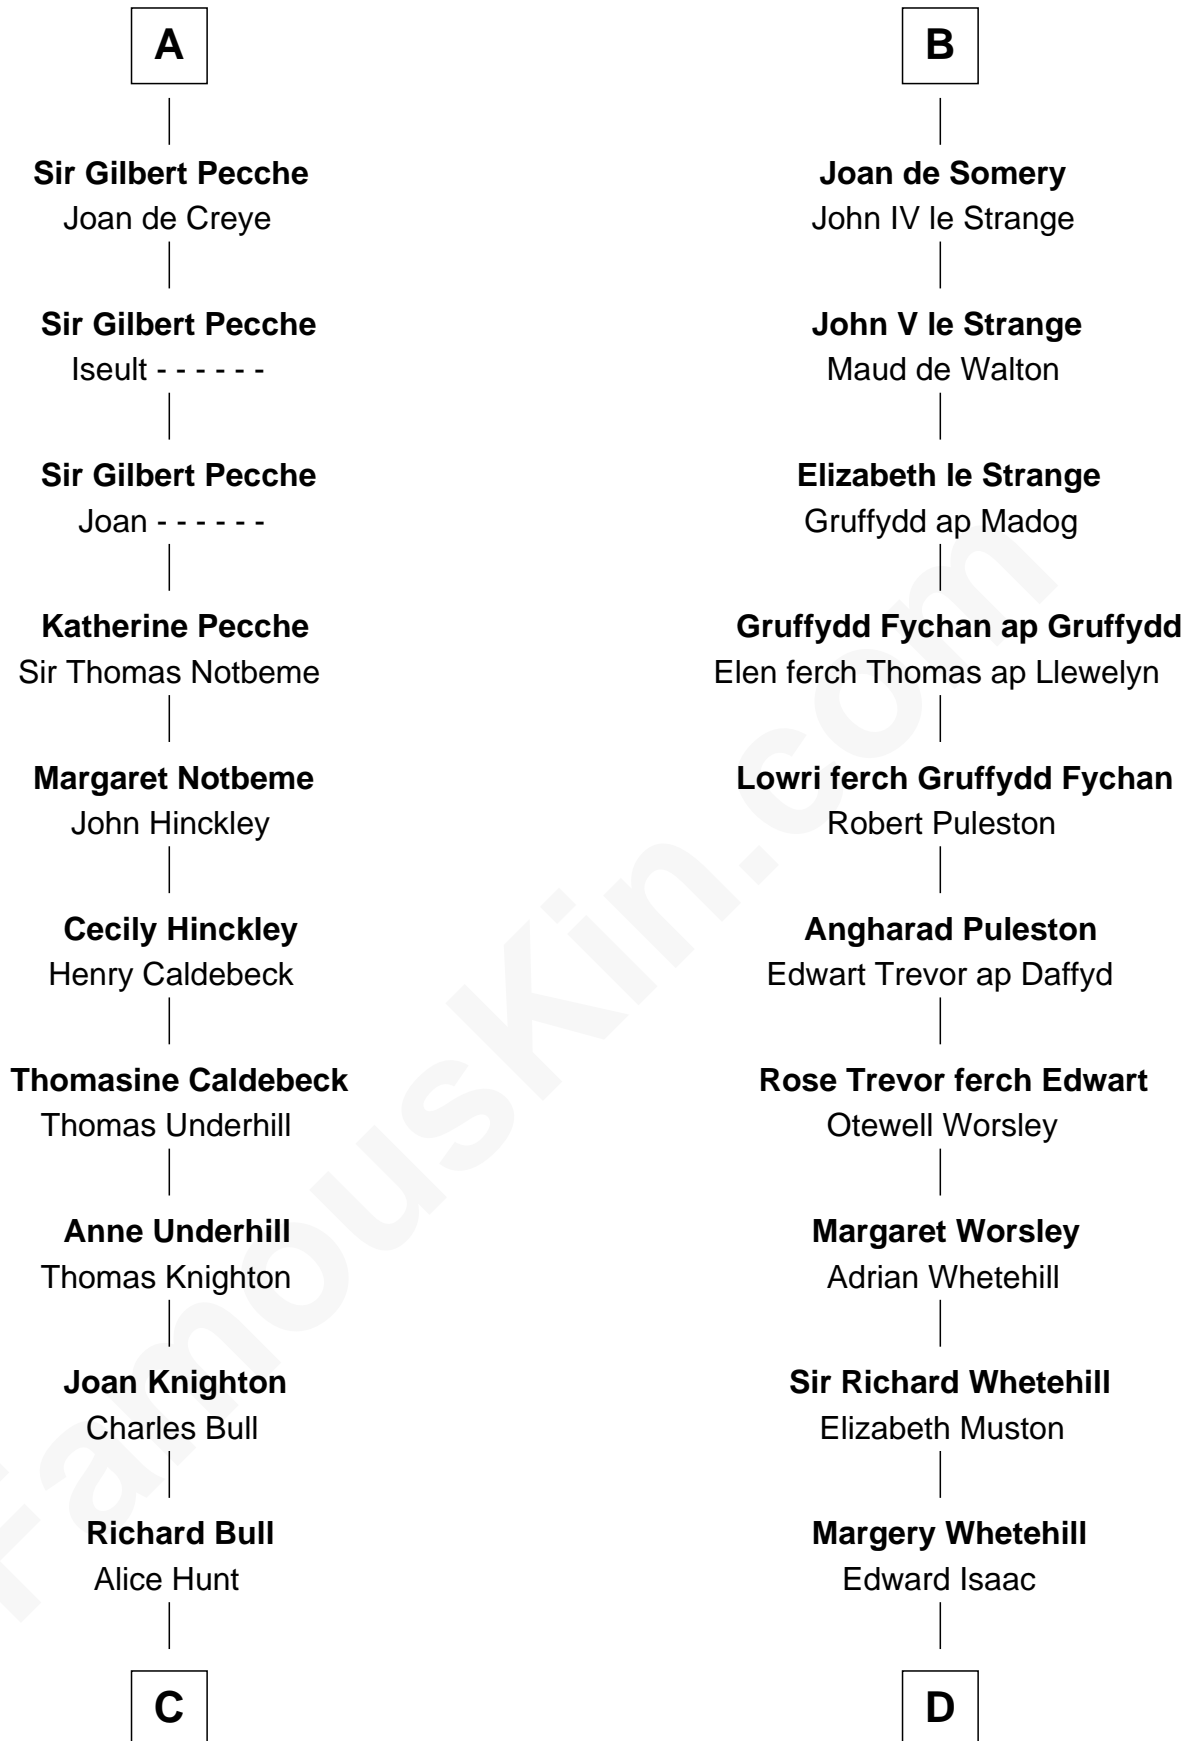 A
Sir Gilbert Pecche
Joan de Creye
Sir Gilbert Pecche
Iseult - - - - - -
Sir Gilbert Pecche
Joan - - - - - -
Katherine Pecche
Sir Thomas Notbeme
Margaret Notbeme
John Hinckley
Cecily Hinckley
Henry Caldebeck
Thomasine Caldebeck
Thomas Underhill
Anne Underhill
Thomas Knighton
Joan Knighton
Charles Bull
Richard Bull
Alice Hunt
C
B
Joan de Somery
John IV le Strange
John V le Strange
Maud de Walton
Elizabeth le Strange
Gruffydd ap Madog
Gruffydd Fychan ap Gruffydd
Elen ferch Thomas ap Llewelyn
Lowri ferch Gruffydd Fychan
Robert Puleston
Angharad Puleston
Edwart Trevor ap Daffyd
Rose Trevor ferch Edwart
Otewell Worsley
Margaret Worsley
Adrian Whetehill
Sir Richard Whetehill
Elizabeth Muston
Margery Whetehill
Edward Isaac
D
FamousKin.com